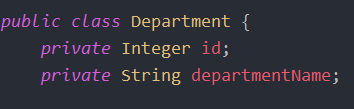 public class Department {
    private Integer id;
    private String departmentName;